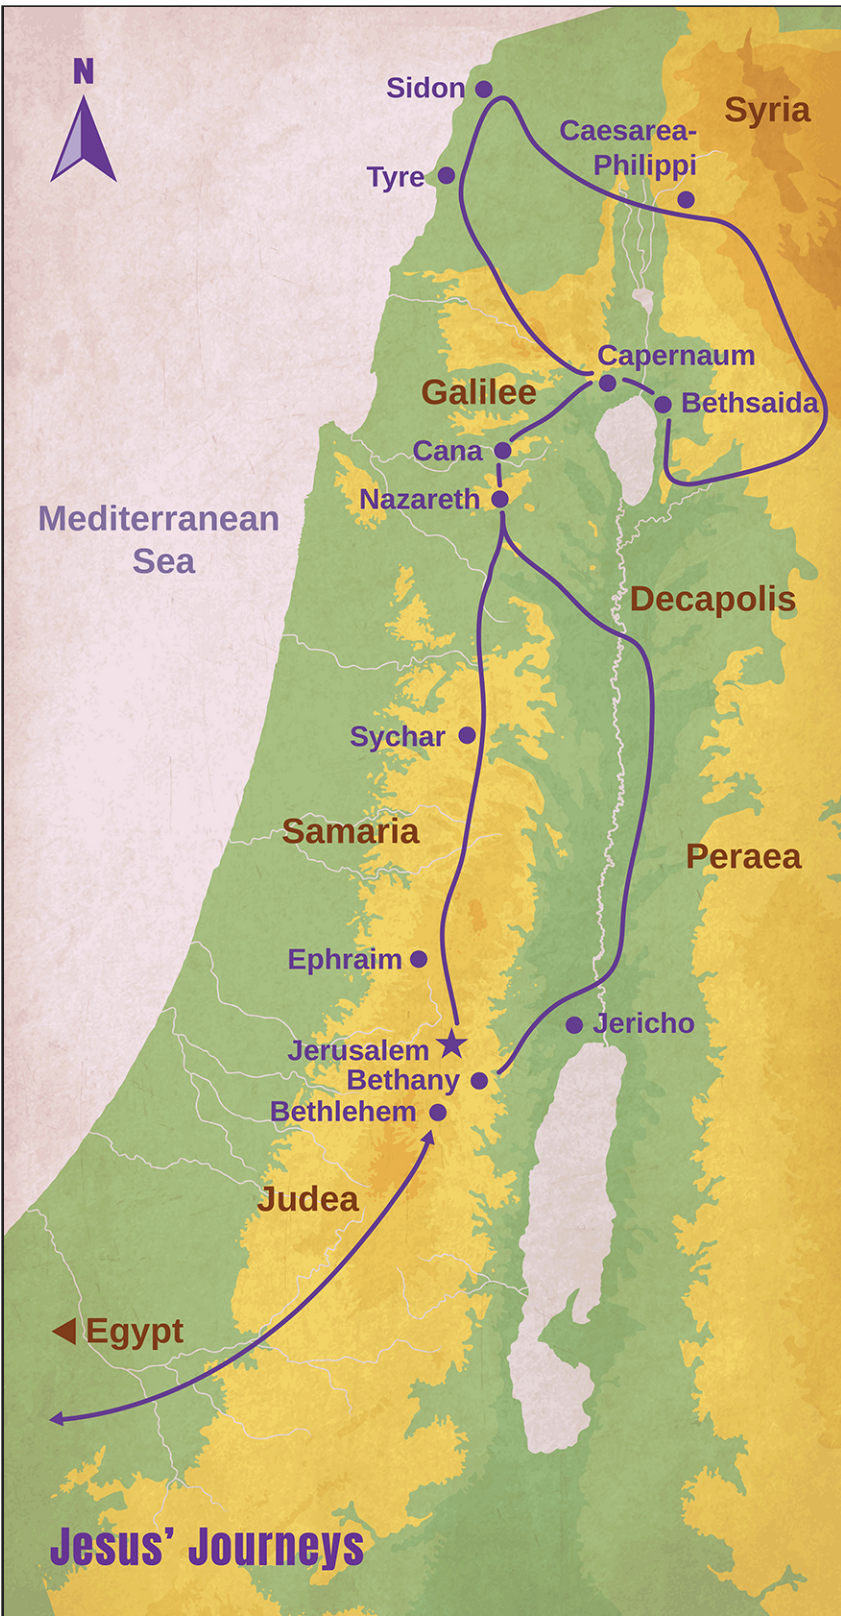 N
Sidon
Syria
Caesarea-
Philippi
Tyre
Capernaum
Galilee
Bethsaida
Cana
Nazareth
Mediterranean
Sea
Decapolis
Sychar
Samaria
Peraea
Ephraim
Jericho
Jerusalem
Bethany
Bethlehem
Judea
Egypt
Jesus’ Journeys